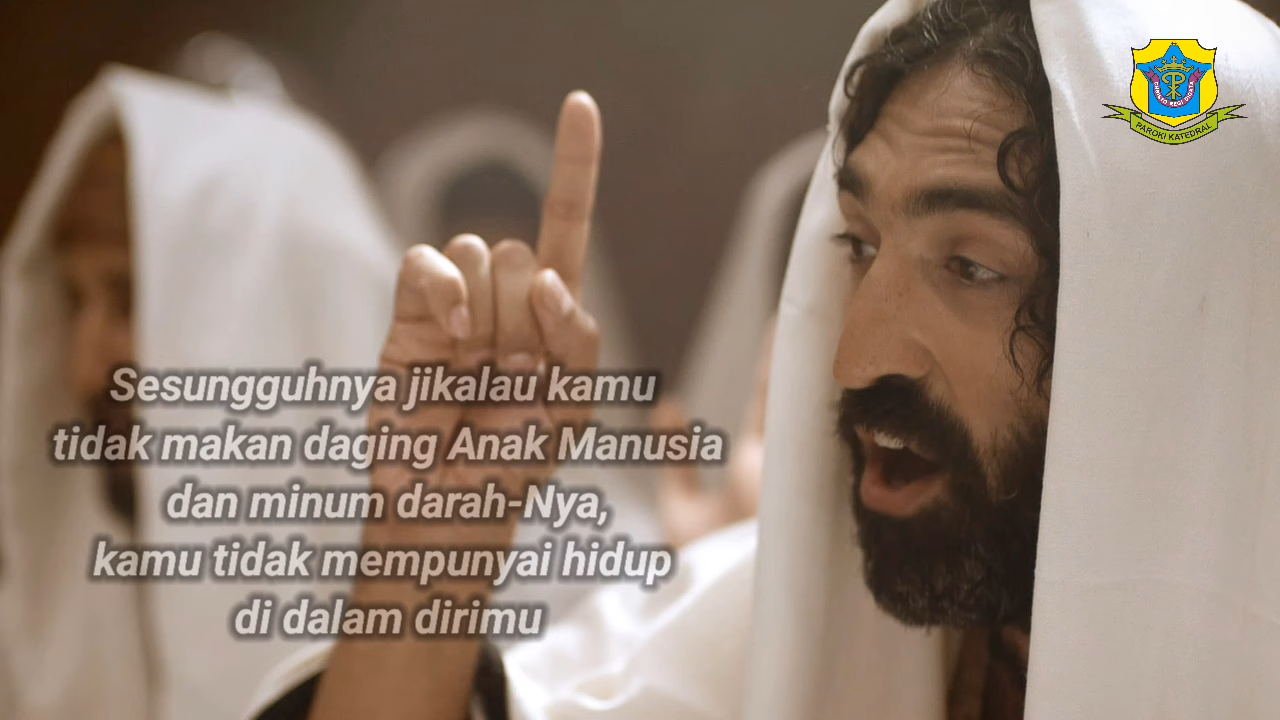 Sesungguhnya jikalau kamu
tidak makan daging Anak Manusia
dan minum darah-Nya,
kamu tidak mempunyai hidup
di dalam dirimu
PAROKI KATEDRAL